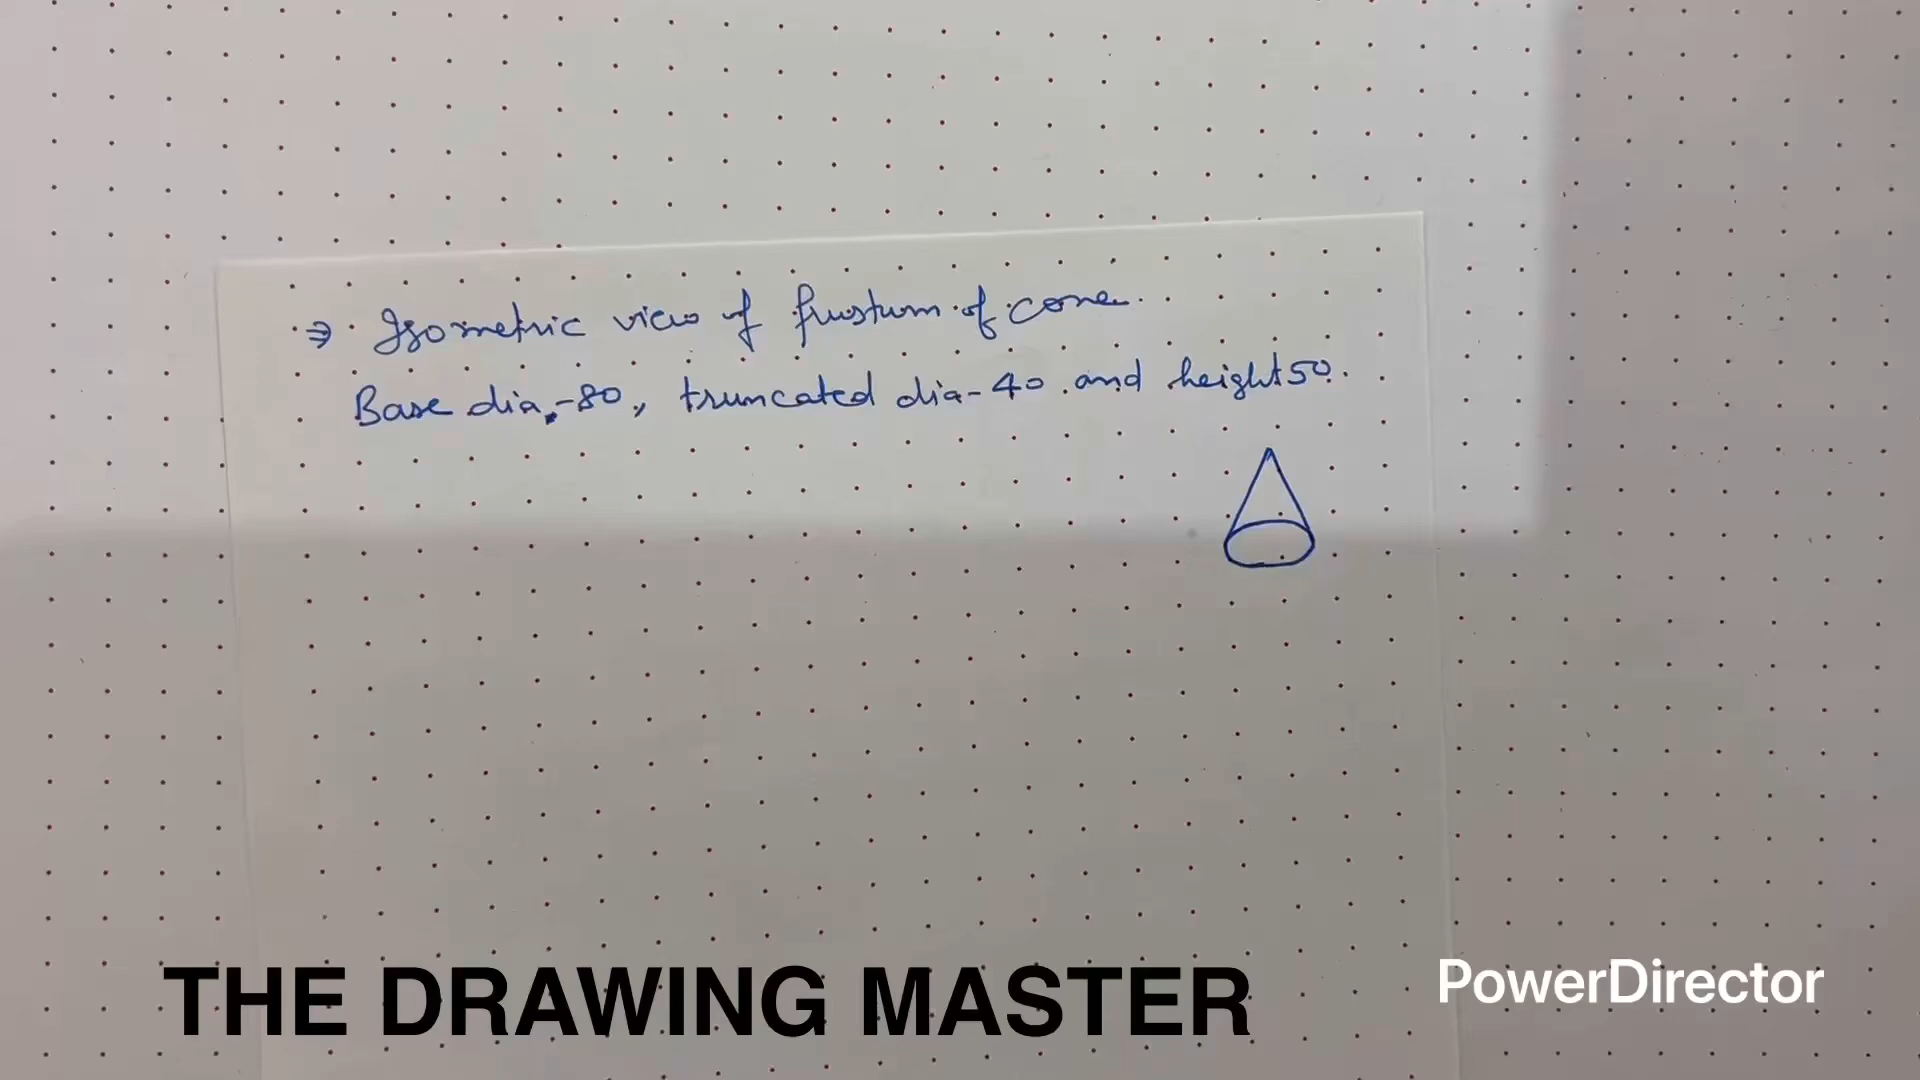 ⇒ Isometric view of frustum of cone.
Base dia.-80, truncated dia-40 and height 50.
THE DRAWING MASTER
PowerDirector